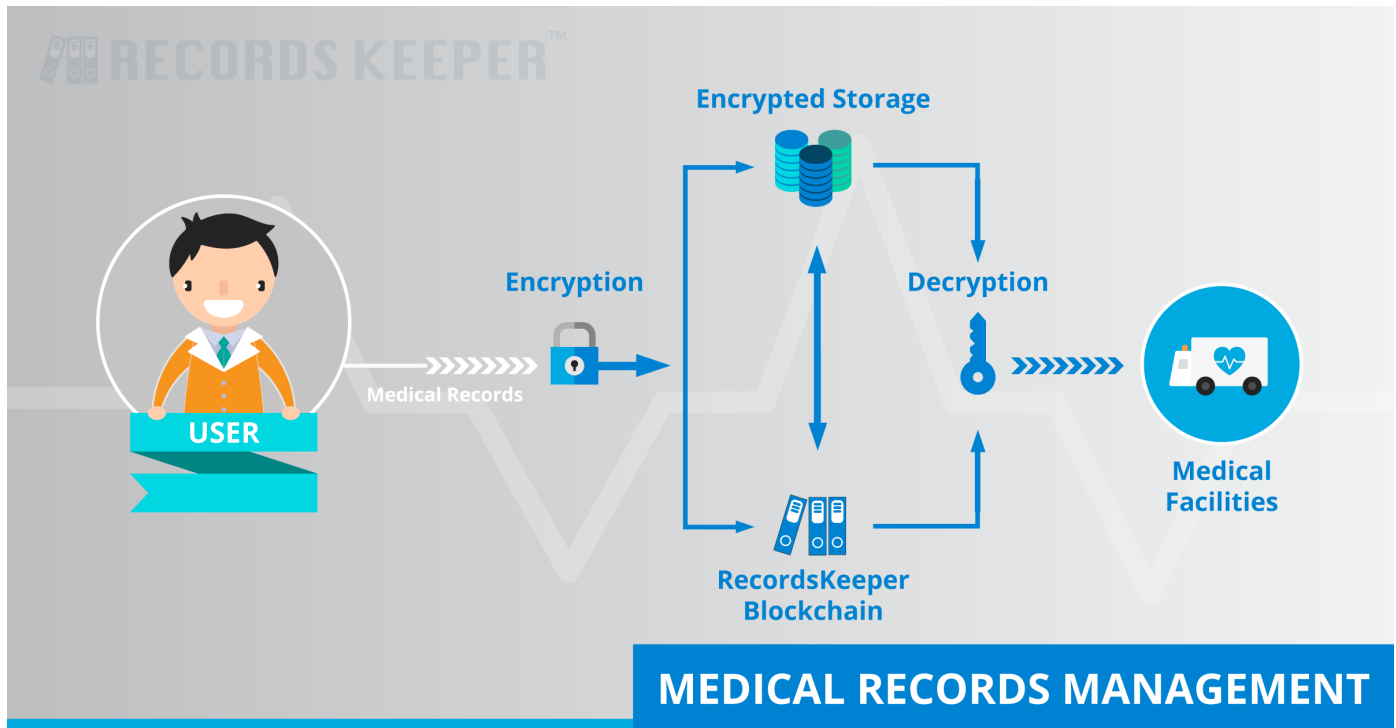 RECORDS KEEPER™
Encrypted Storage
Encryption
Decryption
Medical Records
USER
Medical
Facilities
RecordsKeeper
Blockchain
MEDICAL RECORDS MANAGEMENT